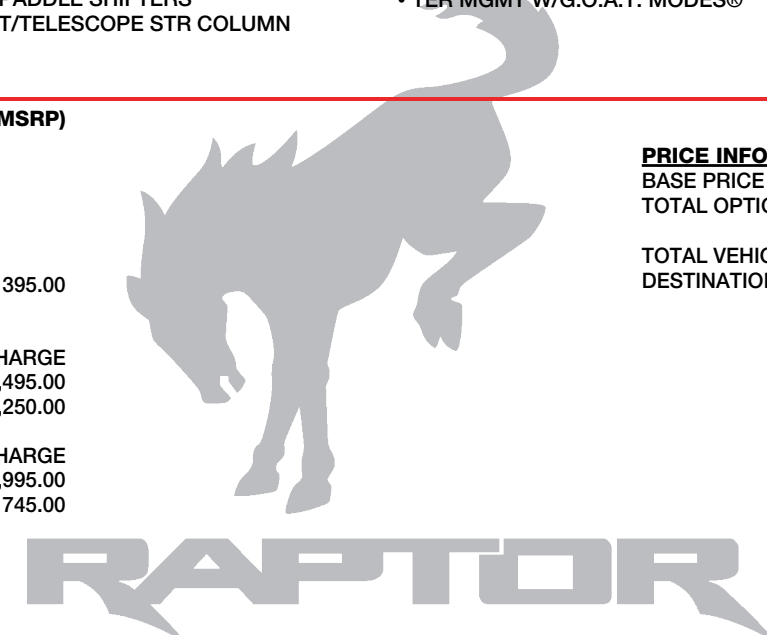 PADDLE SHIFTERS
T/TELESCOPE STR COLUMN
• TER MGMT W/G.O.A.T. MODES®
MSRP)
395.00
HARGE
,495.00
,250.00
HARGE
,995.00
745.00
PRICE INFO
BASE PRICE
TOTAL OPTIO
TOTAL VEHIC
DESTINATION
RAPTOR